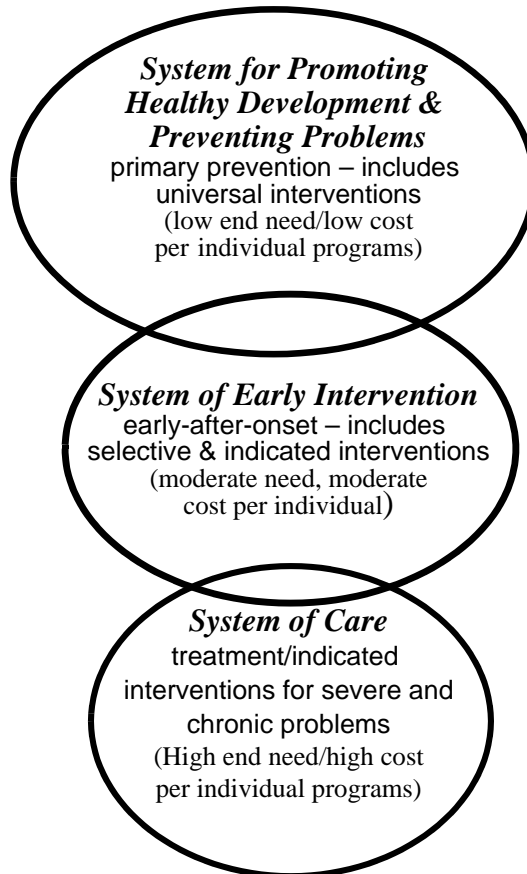 System for Promoting
Healthy Development &
Preventing Problems
primary prevention – includes
universal interventions
(low end need/low cost
per individual programs)
System of Early Intervention
early-after-onset – includes
selective & indicated interventions
(moderate need, moderate
cost per individual)
System of Care
treatment/indicated
interventions for severe and
chronic problems
(High end need/high cost
per individual programs)